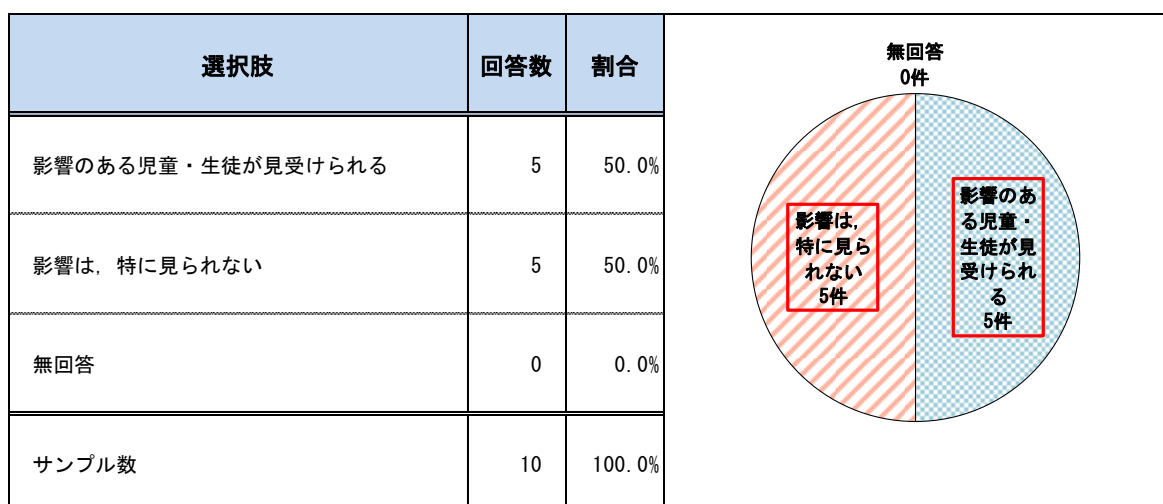 選択肢 回答数 割合
影響のある児童・生徒が見受けられる 5 50.0%
影響は，特に見られない 5 50.0%
無回答 0 0.0%
サンプル数 10 100.0%
無回答
0件
影響は，
特に見ら
れない
5件
影響のあ
る児童・
生徒が見
受けられ
る
5件